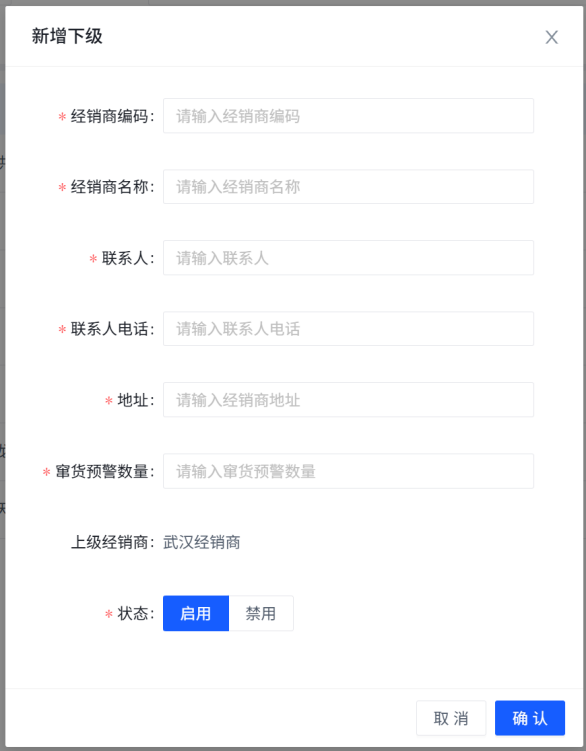 新增下级
* 经销商编码: 请输入经销商编码
* 经销商名称: 请输入经销商名称
* 联系人: 请输入联系人
* 联系人电话: 请输入联系人电话
* 地址: 请输入经销商地址
* 窜货预警数量: 请输入窜货预警数量
上级经销商: 武汉经销商
* 状态: 启用 禁用
取 消 确 认